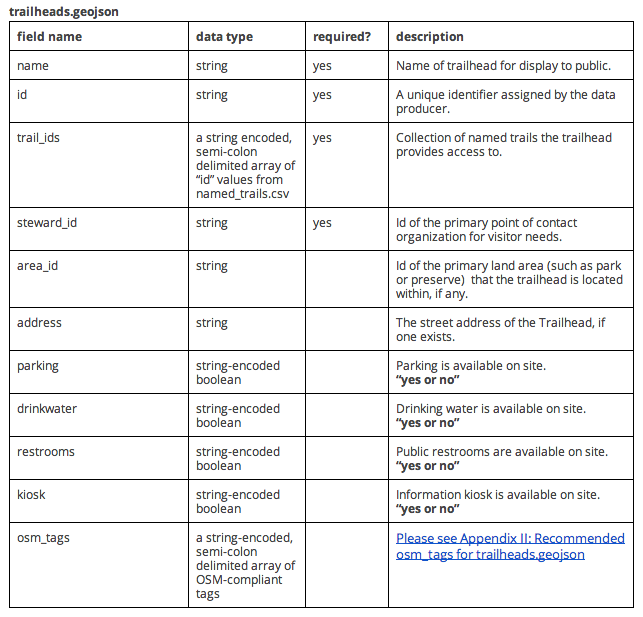 trailheads.geojson
field name data type required? description
name string yes Name of trailhead for display to public.
id string yes A unique identifier assigned by the data
producer.
trail_ids a string encoded, yes Collection of named trails the trailhead
semi-colon provides access to.
delimited array of
“id” values from
named_trails.csv
steward_id string yes Id of the primary point of contact
organization for visitor needs.
area_id string Id of the primary land area (such as park
or preserve) that the trailhead is located
within, if any.
address string The street address of the Trailhead, if
one exists.
parking string-encoded Parking is available on site.
boolean “yes or no”
drinkwater string-encoded Drinking water is available on site.
boolean “yes or no”
restrooms string-encoded Public restrooms are available on site.
boolean “yes or no”
kiosk string-encoded Information kiosk is available on site.
boolean “yes or no”
osm_tags a string-encoded, Please see Appendix II: Recommended
semi-colon osm_tags for trailheads.geojson
delimited array of
OSM-compliant
tags